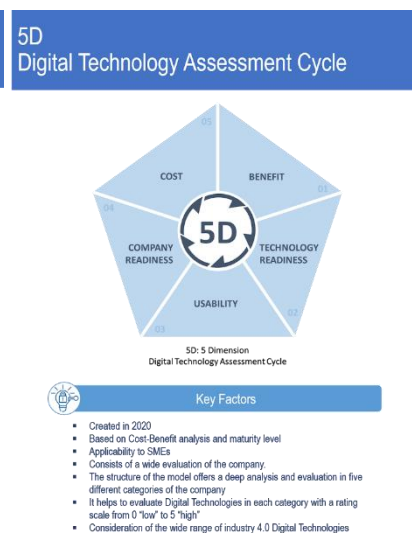 5D
Digital Technology Assessment Cycle
05
COST
BENEFIT
04
01
5D
COMPANY
READINESS
TECHNOLOGY
READINESS
USABILITY
03
02
5D: 5 Dimension
Digital Technology Assessment Cycle
Key Factors
▪ Created in 2020
▪ Based on Cost-Benefit analysis and maturity level
▪ Applicability to SMEs
▪ Consists of a wide evaluation of the company.
▪ The structure of the model offers a deep analysis and evaluation in five
different categories of the company
▪ It helps to evaluate Digital Technologies in each category with a rating
scale from 0 “low” to 5 “high”
▪ Consideration of the wide range of industry 4.0 Digital Technologies